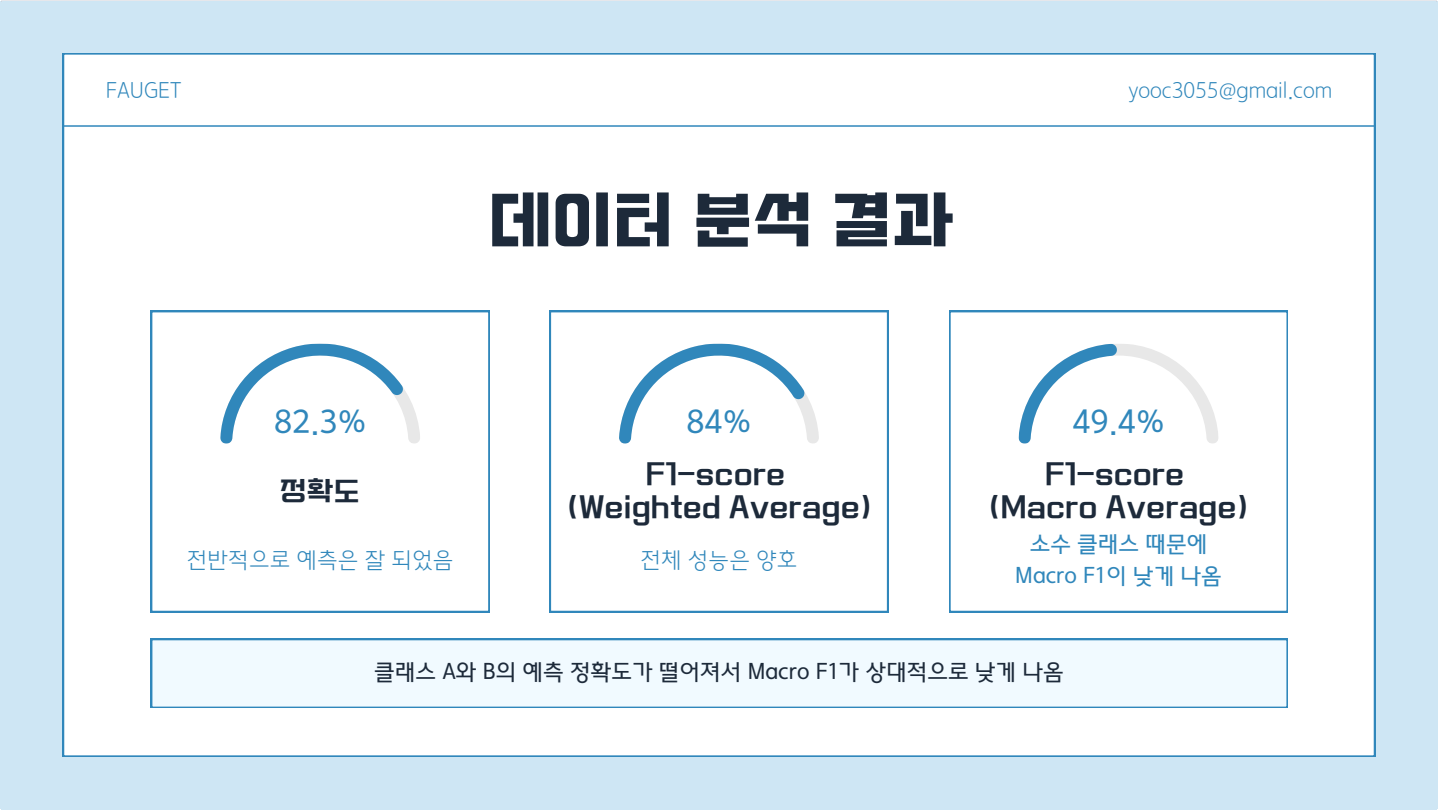 FAUGET
yooc3055@gmail.com
데이터 분석 결과
82.3%
정확도
전반적으로 예측은 잘 되었음
84%
F1-score
(Weighted Average)
전체 성능은 양호
49.4%
F1-score
(Macro Average)
소수 클래스 때문에
Macro F1이 낮게 나옴
클래스 A와 B의 예측 정확도가 떨어져서 Macro F1가 상대적으로 낮게 나옴